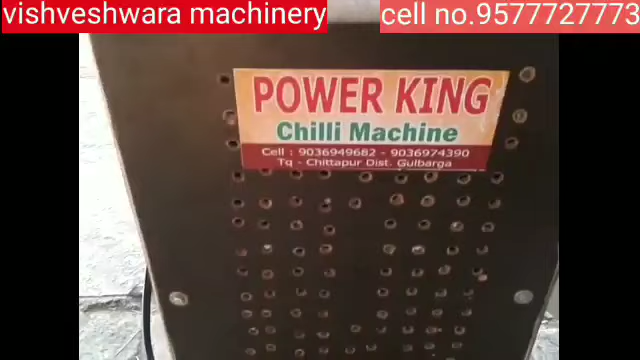 vishveshwara machinery
cell no.9577727773
POWER KING
Chilli Machine
Cell : 9036949682 - 9036974390
Tq - Chittapur Dist. Gulbarga